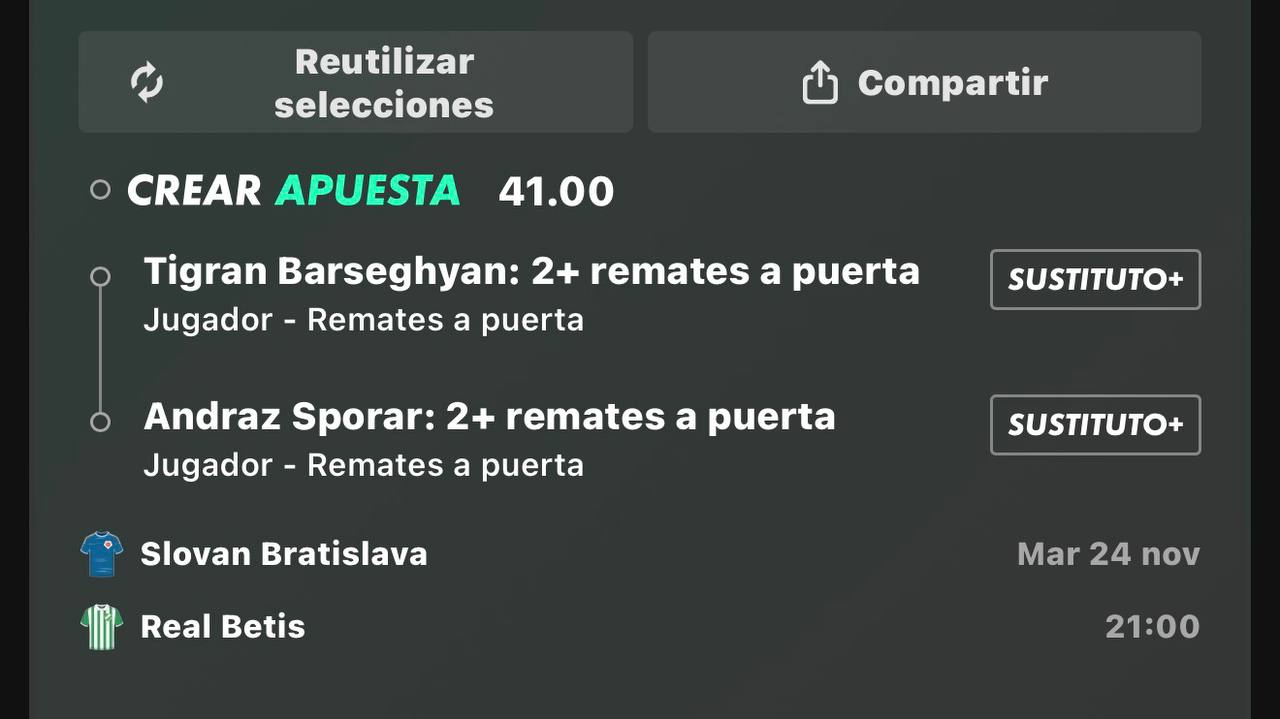 Reutilizar
selecciones
Compartir
CREAR APUESTA 41.00
Tigran Barseghyan: 2+ remates a puerta
SUSTITUTO+
Jugador - Remates a puerta
Andraz Sporar: 2+ remates a puerta
SUSTITUTO+
Jugador - Remates a puerta
Slovan Bratislava
Mar 24 nov
Real Betis
21:00